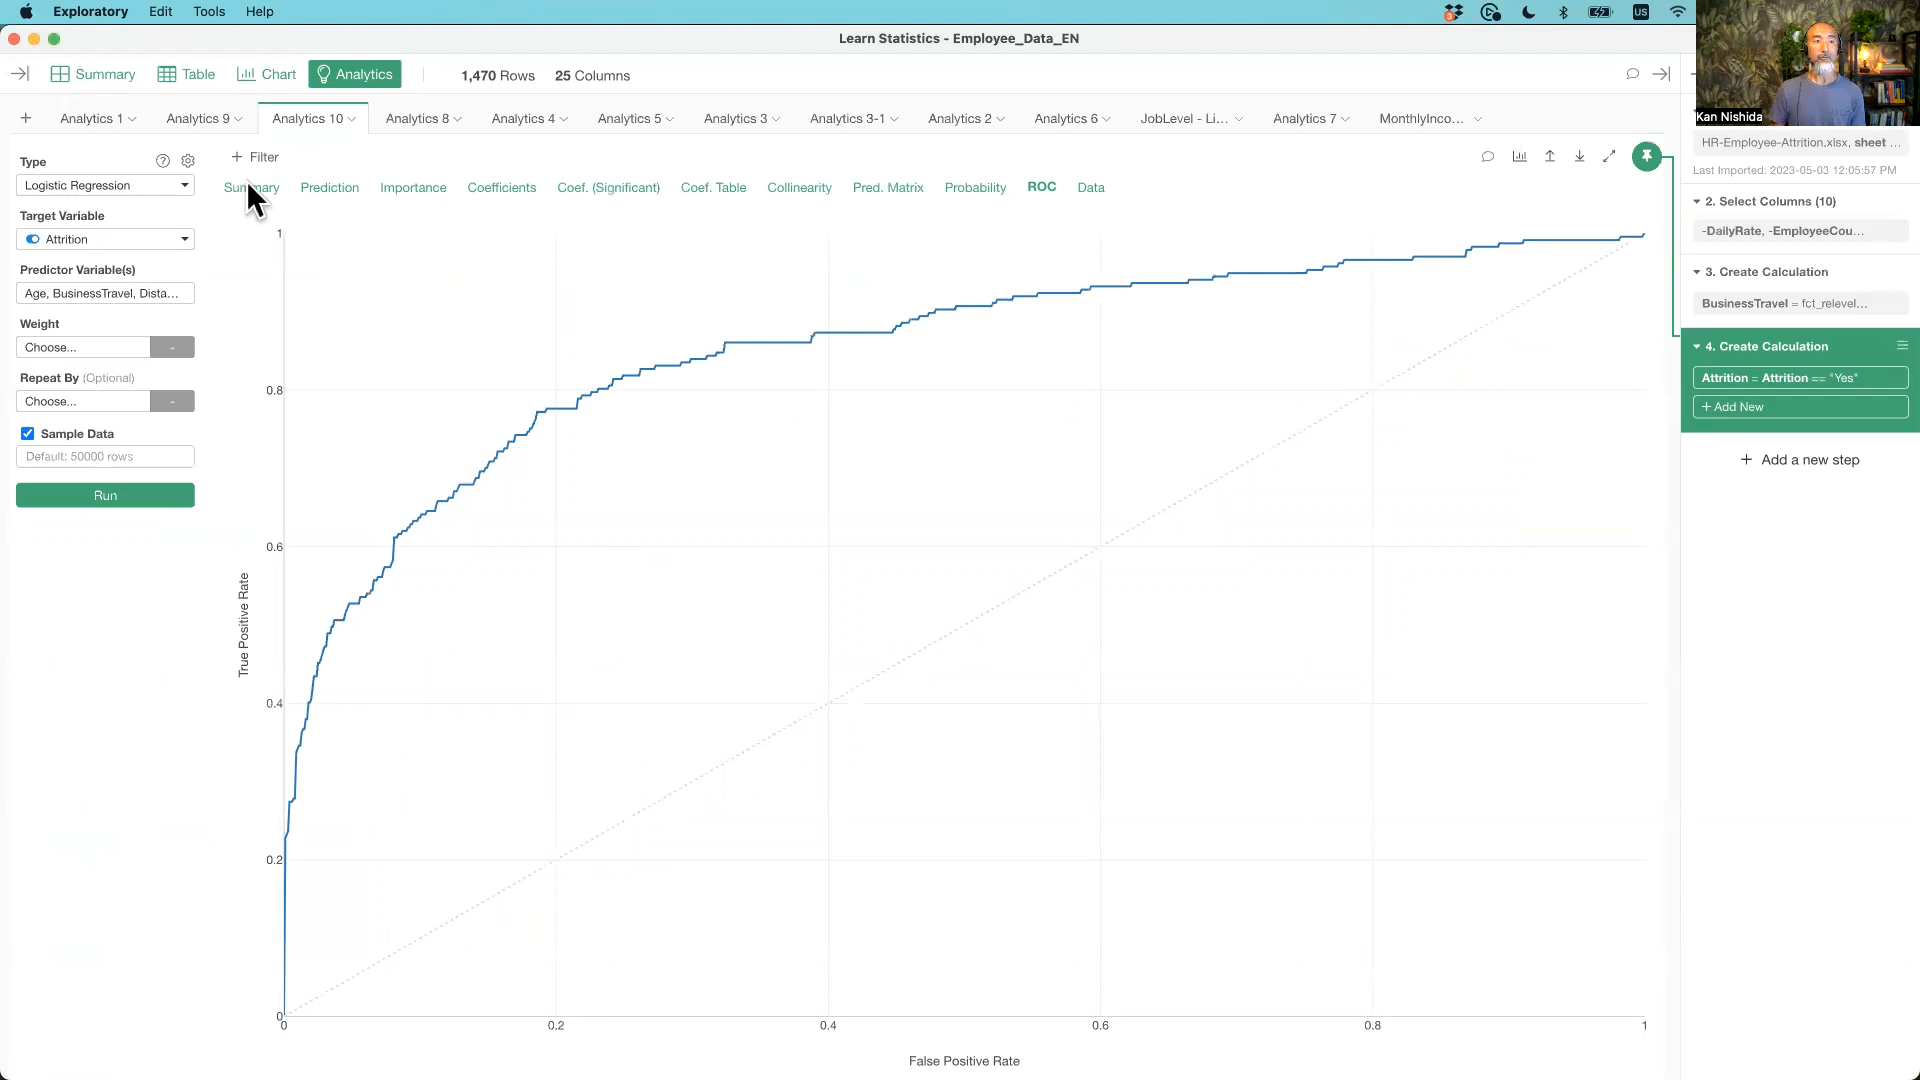 Exploratory Edit Tools Help
3 US
Learn Statistics - Employee_Data_EN
Summary Table Chart Analytics 1,470 Rows 25 Columns
Analytics 1 Analytics 9 Analytics 10 Analytics 8 Analytics 4 Analytics 5 Analytics 3 Analytics 3-1 Analytics 2 Analytics 6 JobLevel - Li... Analytics 7 MonthlyInco...
Kan Nishida
Type
Logistic Regression
Target Variable
Attrition
Predictor Variable(s)
Age, BusinessTravel, Dista...
Weight
Choose... -
Repeat By (Optional)
Choose... -
Sample Data
Default: 50000 rows
Run
+ Filter
Summary Prediction Importance Coefficients Coef. (Significant) Coef. Table Collinearity Pred. Matrix Probability ROC Data
1
0.8
0.6
0.4
0.2
0
True Positive Rate
0 0.2 0.4 0.6 0.8 1
False Positive Rate
HR-Employee-Attrition.xlsx, sheet ...
Last Imported: 2023-05-03 12:05:57 PM
2. Select Columns (10)
-DailyRate, -EmployeeCou...
3. Create Calculation
BusinessTravel = fct_relevel...
4. Create Calculation
Attrition = Attrition == "Yes"
+ Add New
+ Add a new step